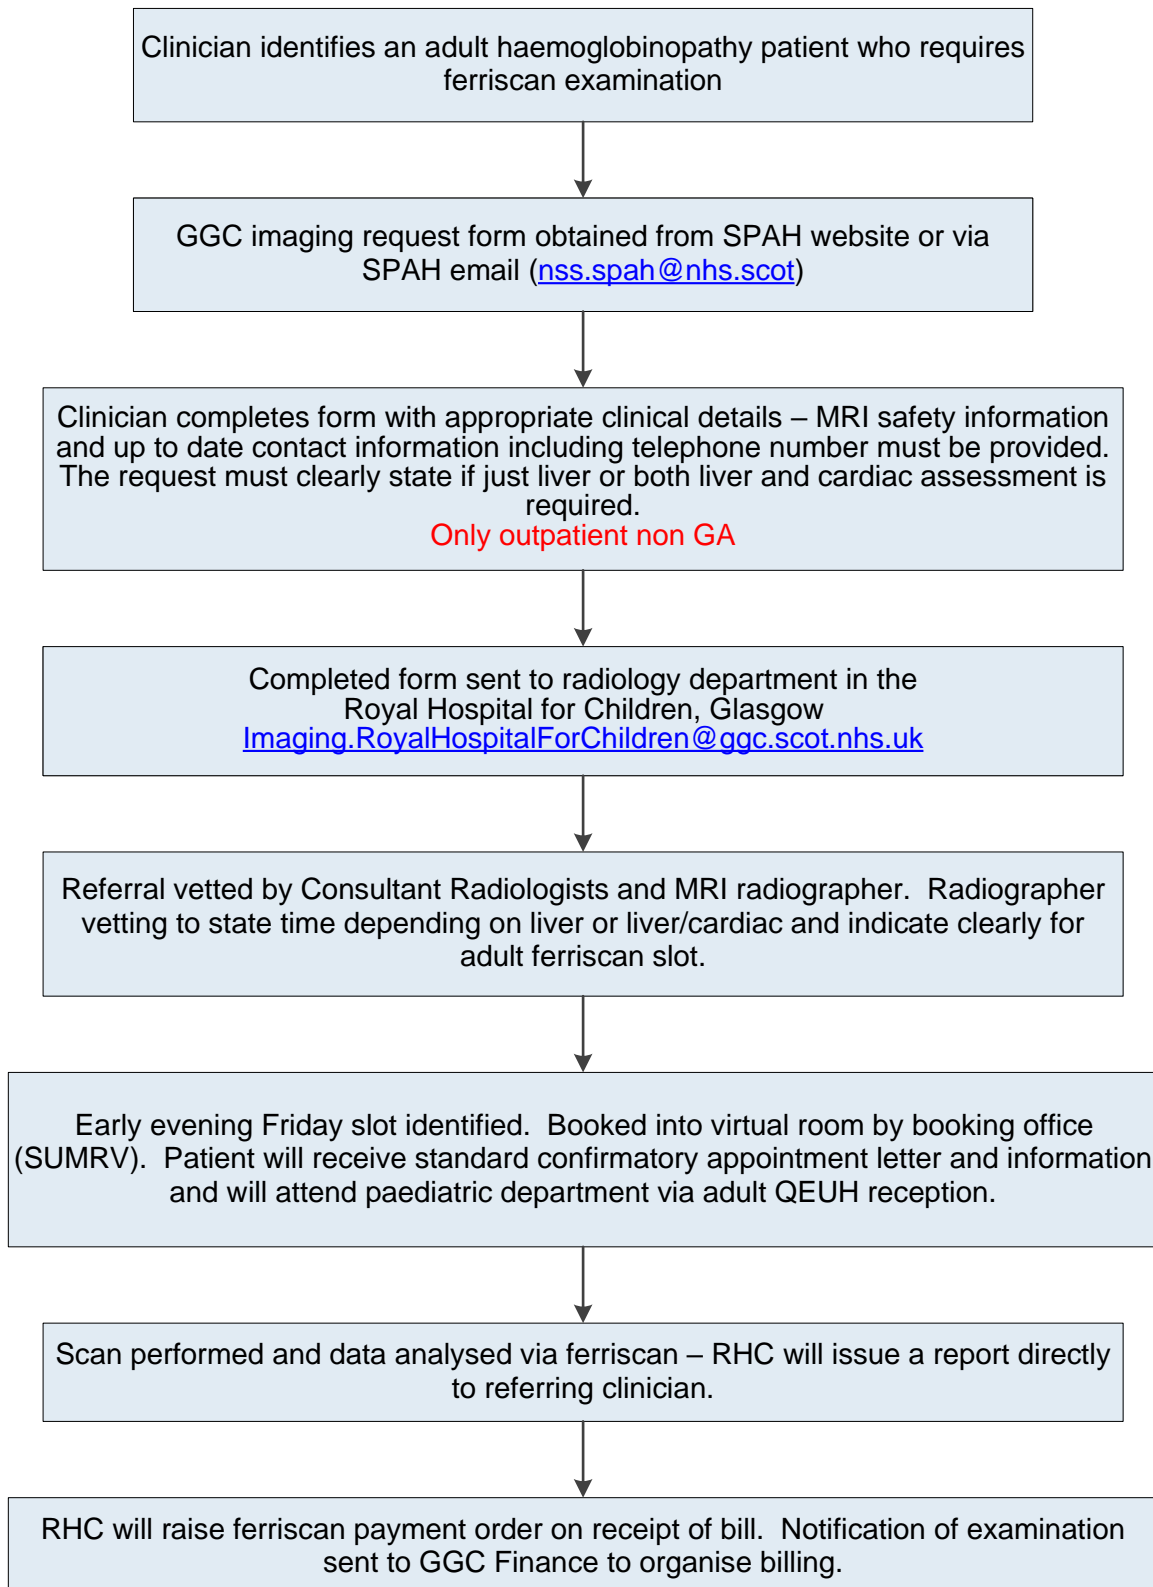 Clinician identifies an adult haemoglobinopathy patient who requires
ferriscan examination
GGC imaging request form obtained from SPAH website or via
SPAH email (nss.spah@nhs.scot)
Clinician completes form with appropriate clinical details – MRI safety information
and up to date contact information including telephone number must be provided.
The request must clearly state if just liver or both liver and cardiac assessment is
required.
Only outpatient non GA
Completed form sent to radiology department in the
Royal Hospital for Children, Glasgow
Imaging.RoyalHospitalForChildren@ggc.scot.nhs.uk
Referral vetted by Consultant Radiologists and MRI radiographer.  Radiographer
vetting to state time depending on liver or liver/cardiac and indicate clearly for
adult ferriscan slot.
Early evening Friday slot identified.  Booked into virtual room by booking office
(SUMRV).  Patient will receive standard confirmatory appointment letter and information
and will attend paediatric department via adult QEUH reception.
Scan performed and data analysed via ferriscan – RHC will issue a report directly
to referring clinician.
RHC will raise ferriscan payment order on receipt of bill.  Notification of examination
sent to GGC Finance to organise billing.